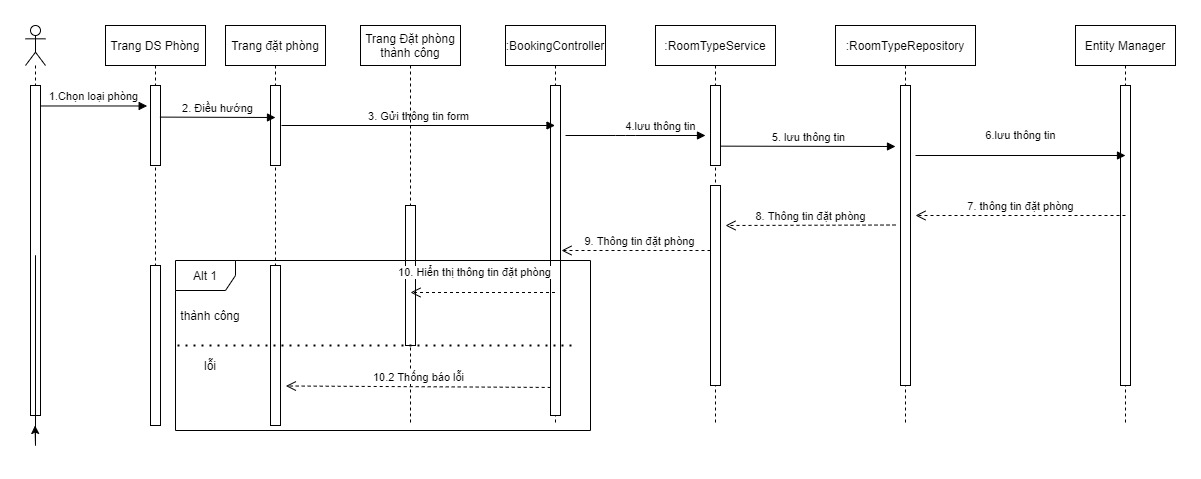 Trang DS Phòng
Trang đặt phòng
Trang Đặt phòng
thành công
:BookingController
:RoomTypeService
:RoomTypeRepository
Entity Manager
1.Chọn loại phòng
2. Điều hướng
3. Gửi thông tin form
4.lưu thông tin
5. lưu thông tin
6.lưu thông tin
7. thông tin đặt phòng
8. Thông tin đặt phòng
9. Thông tin đặt phòng
Alt 1
10. Hiển thị thông tin đặt phòng
thành công
lỗi
10.2 Thông báo lỗi